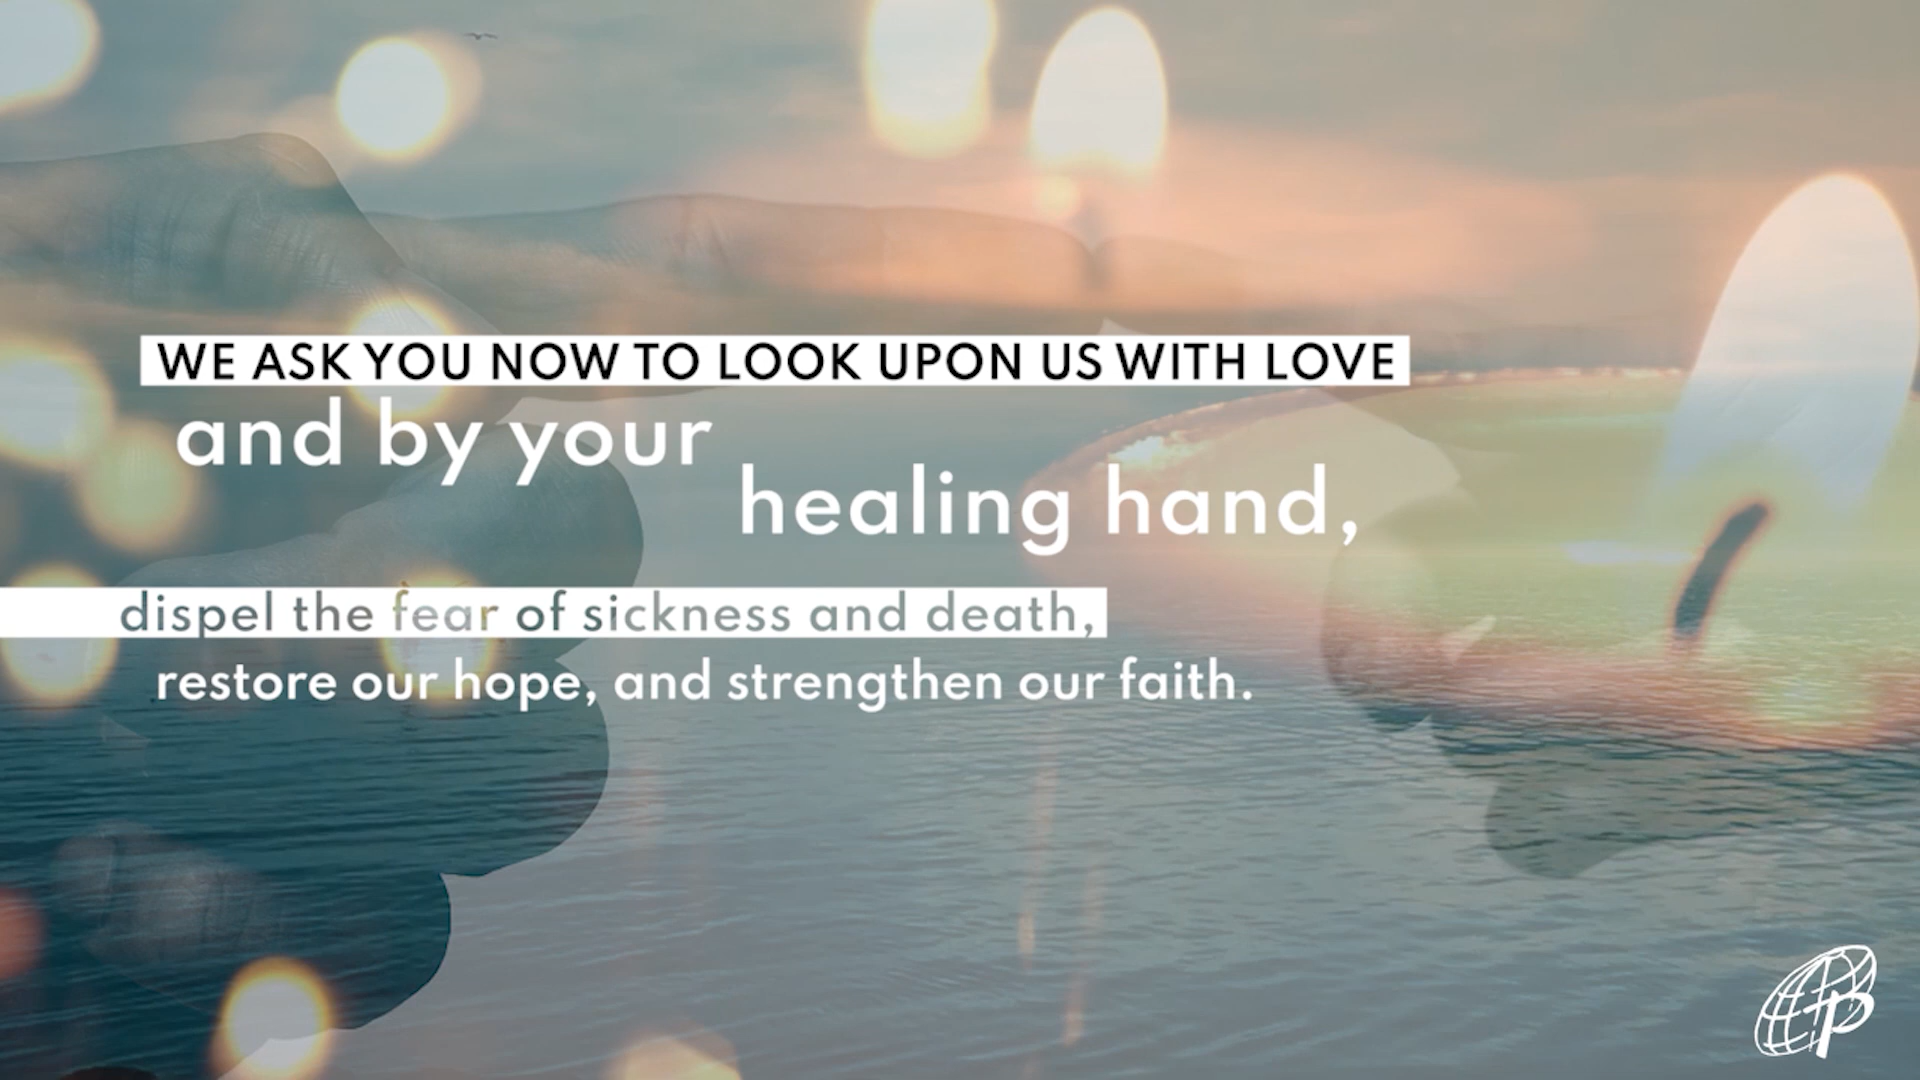 WE ASK YOU NOW TO LOOK UPON US WITH LOVE
and by your
healing hand,
dispel the fear of sickness and death,
restore our hope, and strengthen our faith.